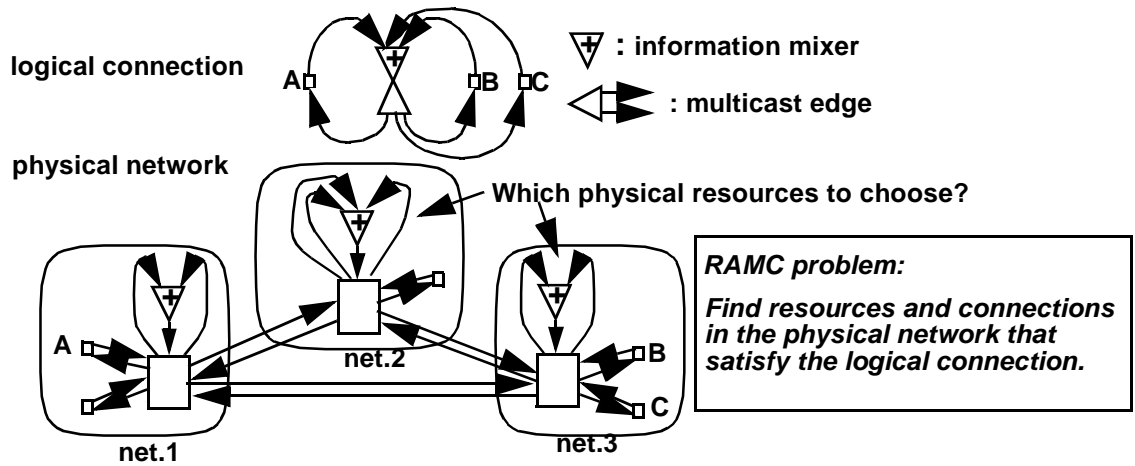 logical connection
A
B
C
+
+ : information mixer
: multicast edge
physical network
Which physical resources to choose?
+
net.2
+
A
net.1
+
B
C
net.3
RAMC problem:
Find resources and connections
in the physical network that
satisfy the logical connection.